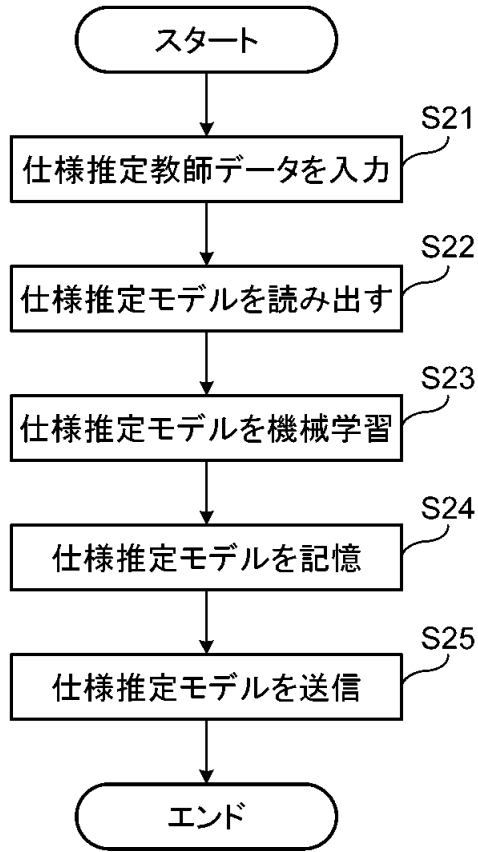 スタート
S21
仕様推定教師データを入力
S22
仕様推定モデルを読み出す
S23
仕様推定モデルを機械学習
S24
仕様推定モデルを記憶
S25
仕様推定モデルを送信
エンド